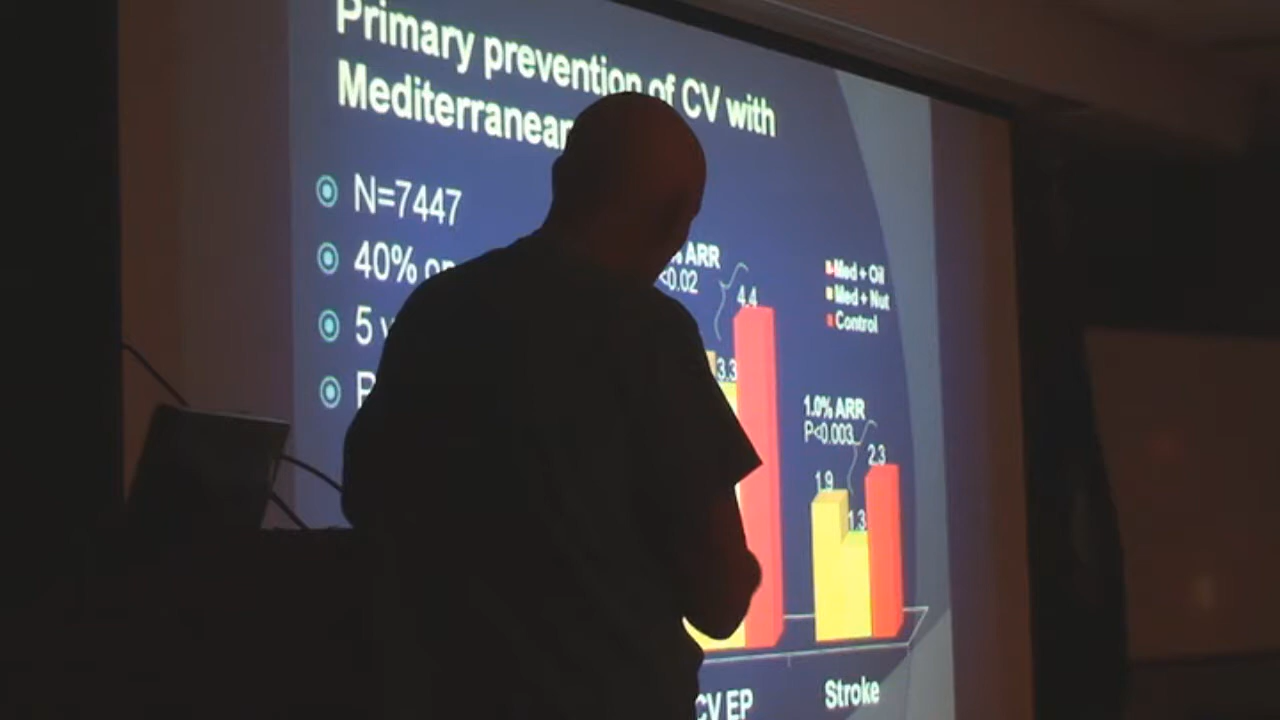 Primary prevention of CV with
Mediterranean
N=7447
40%
5
ARR
<0.02
4.4
3.3
Med + Oil
Med + Nut
Control
1.0% ARR
P<0.003
2.3
1.9
1.3
CV EP
Stroke